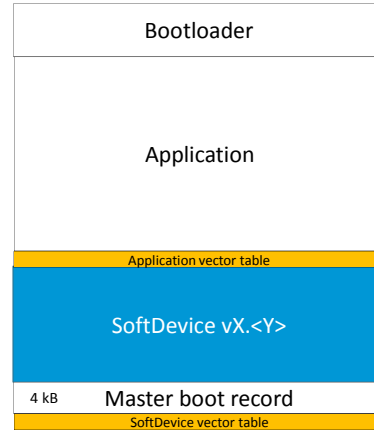 Bootloader
Application
Application vector table
SoftDevice vX.<Y>
4 kB Master boot record
SoftDevice vector table